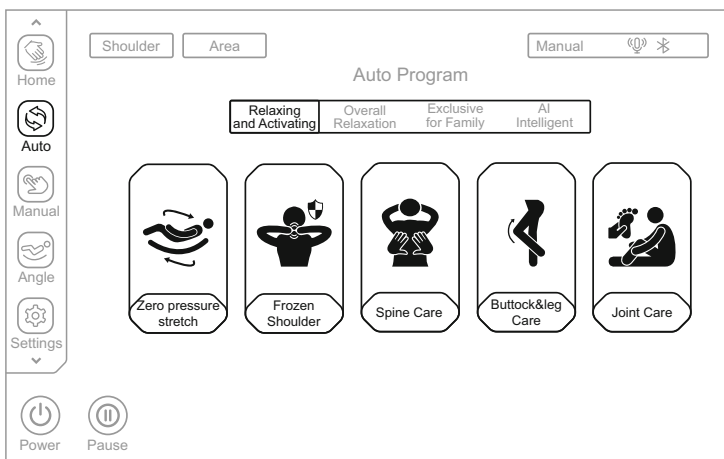 Shoulder
Area
Manual
Home
Auto Program
Relaxing
and Activating
Overall
Relaxation
Exclusive
for Family
AI
Intelligent
Auto
Manual
Angle
Settings
Zero pressure
stretch
Frozen
Shoulder
Spine Care
Buttock&leg
Care
Joint Care
Power
Pause